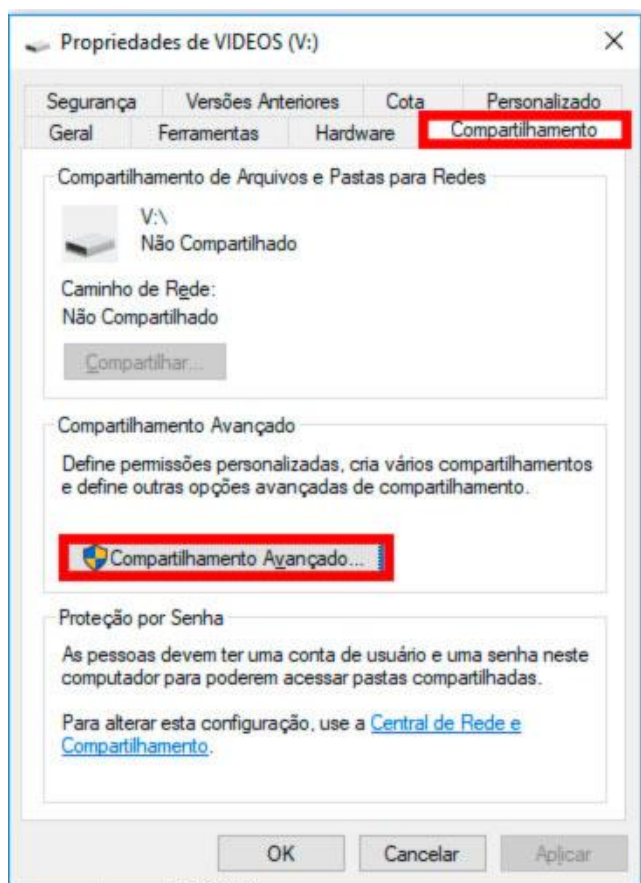 Propriedades de VIDEOS (V:)
Segurança Versões Anteriores Cota Personalizado
Geral Ferramentas Hardware Compartilhamento
Compartilhamento de Arquivos e Pastas para Redes
V:\
Não Compartilhado
Caminho de Rede:
Não Compartilhado
Compartilhar...
Compartilhamento Avançado
Define permissões personalizadas, cria vários compartilhamentos
e define outras opções avançadas de compartilhamento.
Compartilhamento Avançado...
Proteção por Senha
As pessoas devem ter uma conta de usuário e uma senha neste
computador para poderem acessar pastas compartilhadas.
Para alterar esta configuração, use a Central de Rede e
Compartilhamento.
OK Cancelar Aplicar